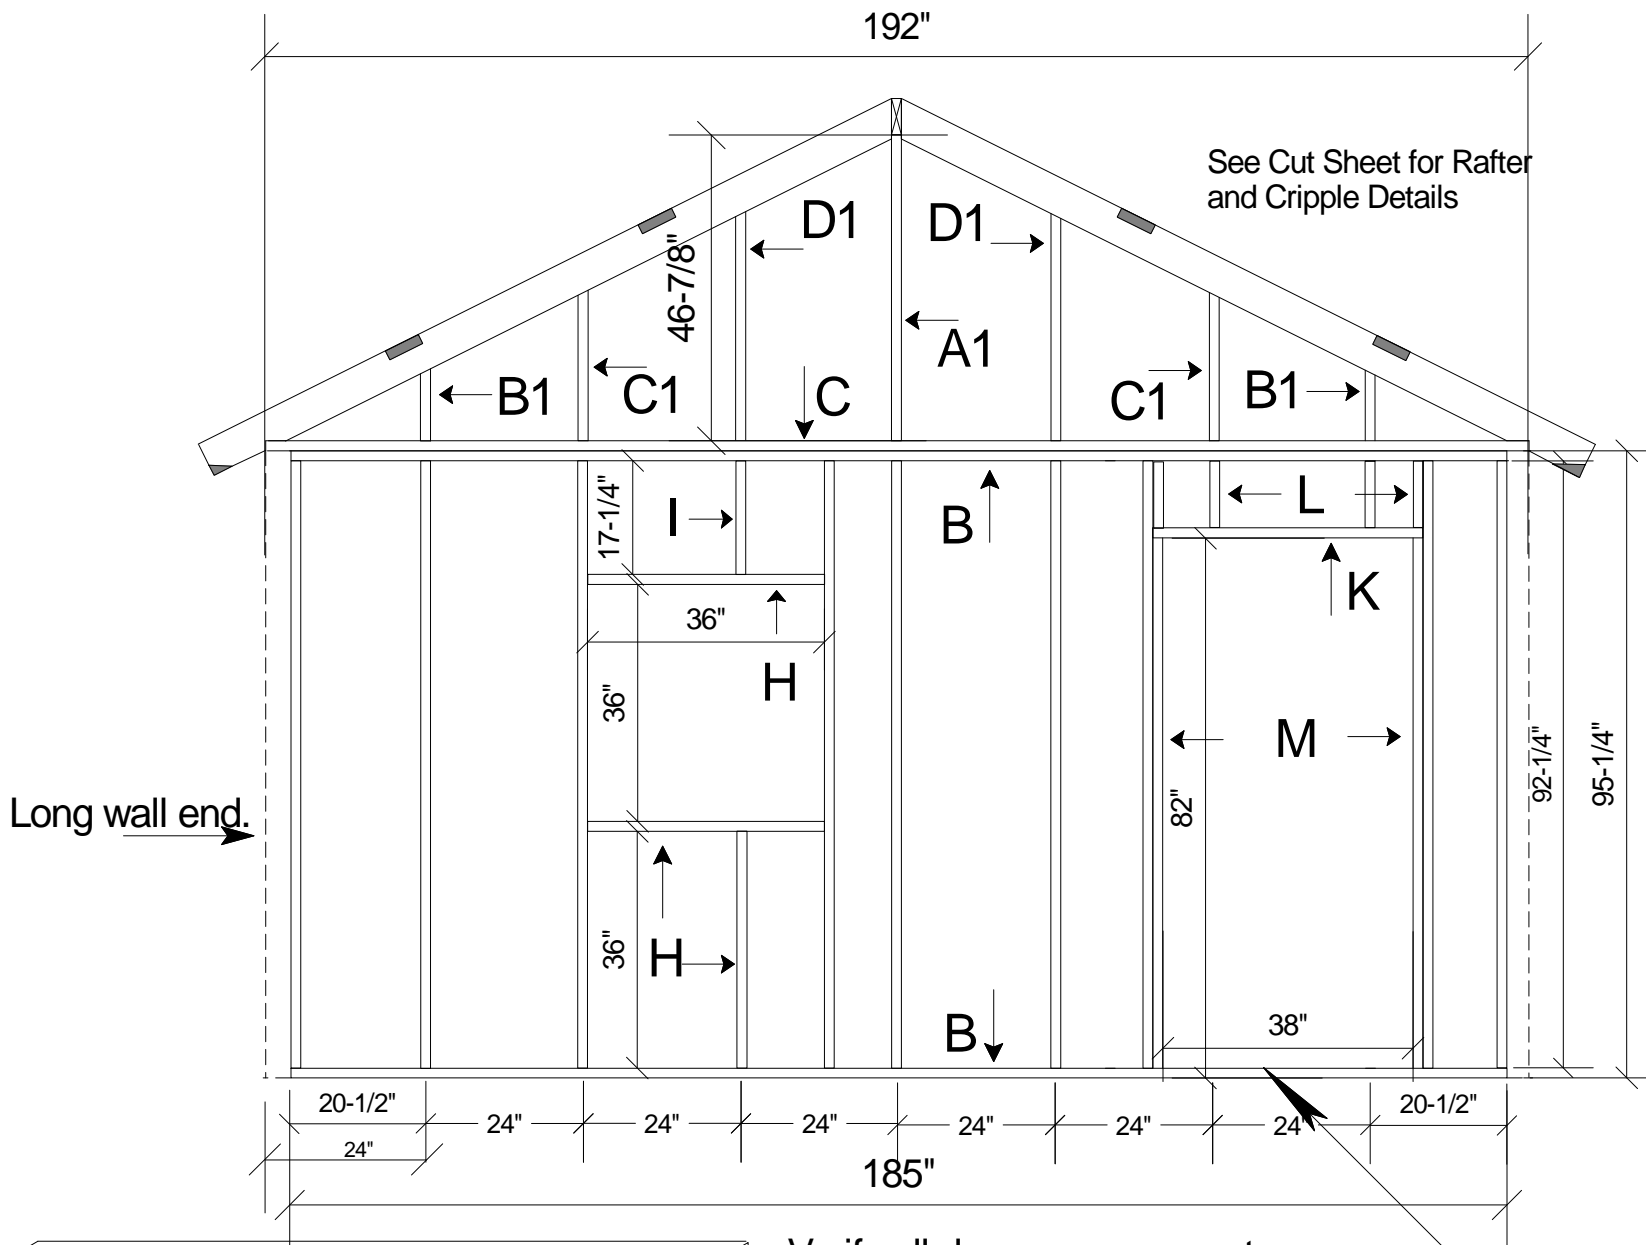 192"
See Cut Sheet for Rafter
and Cripple Details
D1
D1
46-7/8"
A1
B1
C1
C
C1
B1
17-1/4"
I
B
L
K
36"
H
36"
M
92-1/4"
95-1/4"
82"
Long wall end.
36"
H
B
38"
20-1/2"
24"
24"
24"
24"
24"
24"
20-1/2"
24"
185"